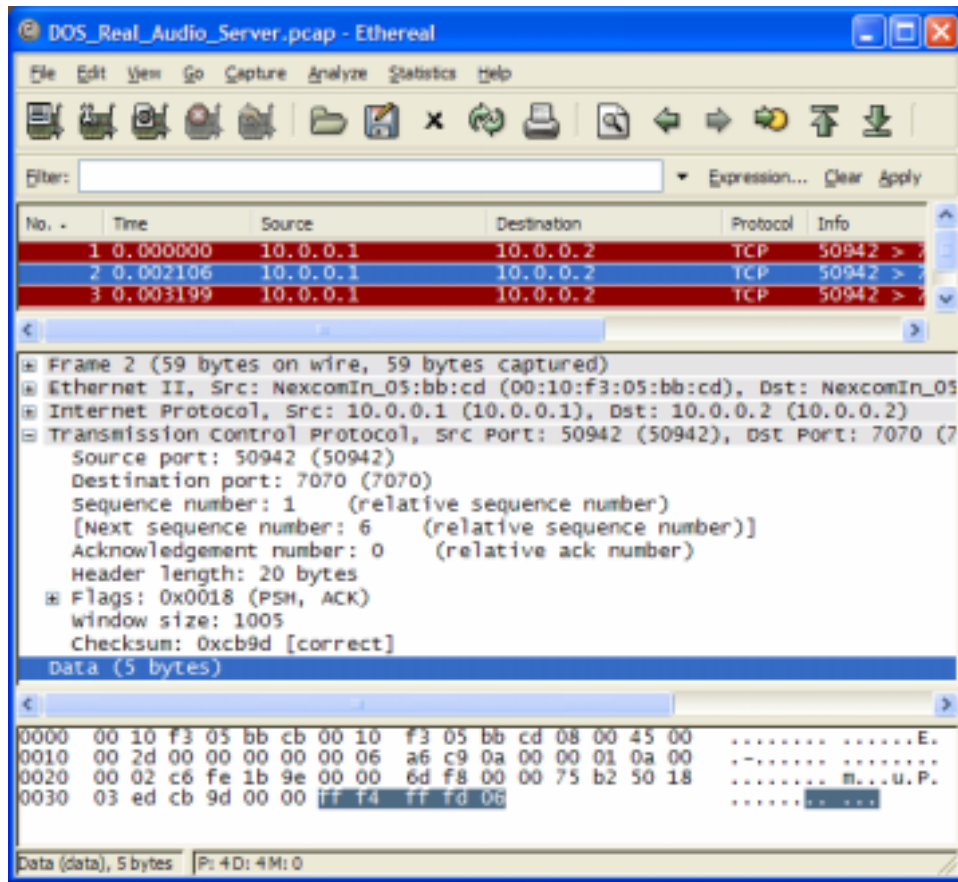 DOS_Real_Audio_Server.pcap - Ethereal
File Edit View Go Capture Analyze Statistics Help
Filter: Expression... Clear Apply
No. - Time Source Destination Protocol Info
1 0.000000 10.0.0.1 10.0.0.2 TCP 50942 > 7
2 0.002106 10.0.0.1 10.0.0.2 TCP 50942 > 7
3 0.003199 10.0.0.1 10.0.0.2 TCP 50942 > 7
Frame 2 (59 bytes on wire, 59 bytes captured)
Ethernet II, Src: NexcomIn_05:bb:cd (00:10:f3:05:bb:cd), Dst: NexcomIn_05
Internet Protocol, Src: 10.0.0.1 (10.0.0.1), Dst: 10.0.0.2 (10.0.0.2)
Transmission Control Protocol, Src Port: 50942 (50942), Dst Port: 7070 (7
Source port: 50942 (50942)
Destination port: 7070 (7070)
Sequence number: 1 (relative sequence number)
[Next sequence number: 6 (relative sequence number)]
Acknowledgement number: 0 (relative ack number)
Header length: 20 bytes
Flags: 0x0018 (PSH, ACK)
Window size: 1005
Checksum: 0xcb9d [correct]
Data (5 bytes)
0000 00 10 f3 05 bb cb 00 10 f3 05 bb cd 08 00 45 00 ........ ......E.
0010 00 2d 00 00 00 00 00 06 a6 c9 0a 00 00 01 0a 00 .-...... ........
0020 00 02 c6 fe 1b 9e 00 00 6d f8 00 00 75 b2 50 18 ........ m...u.P.
0030 03 ed cb 9d 00 00 ff f4 ff fd 06 ........ ...
Data (data), 5 bytes P: 4 D: 4 M: 0